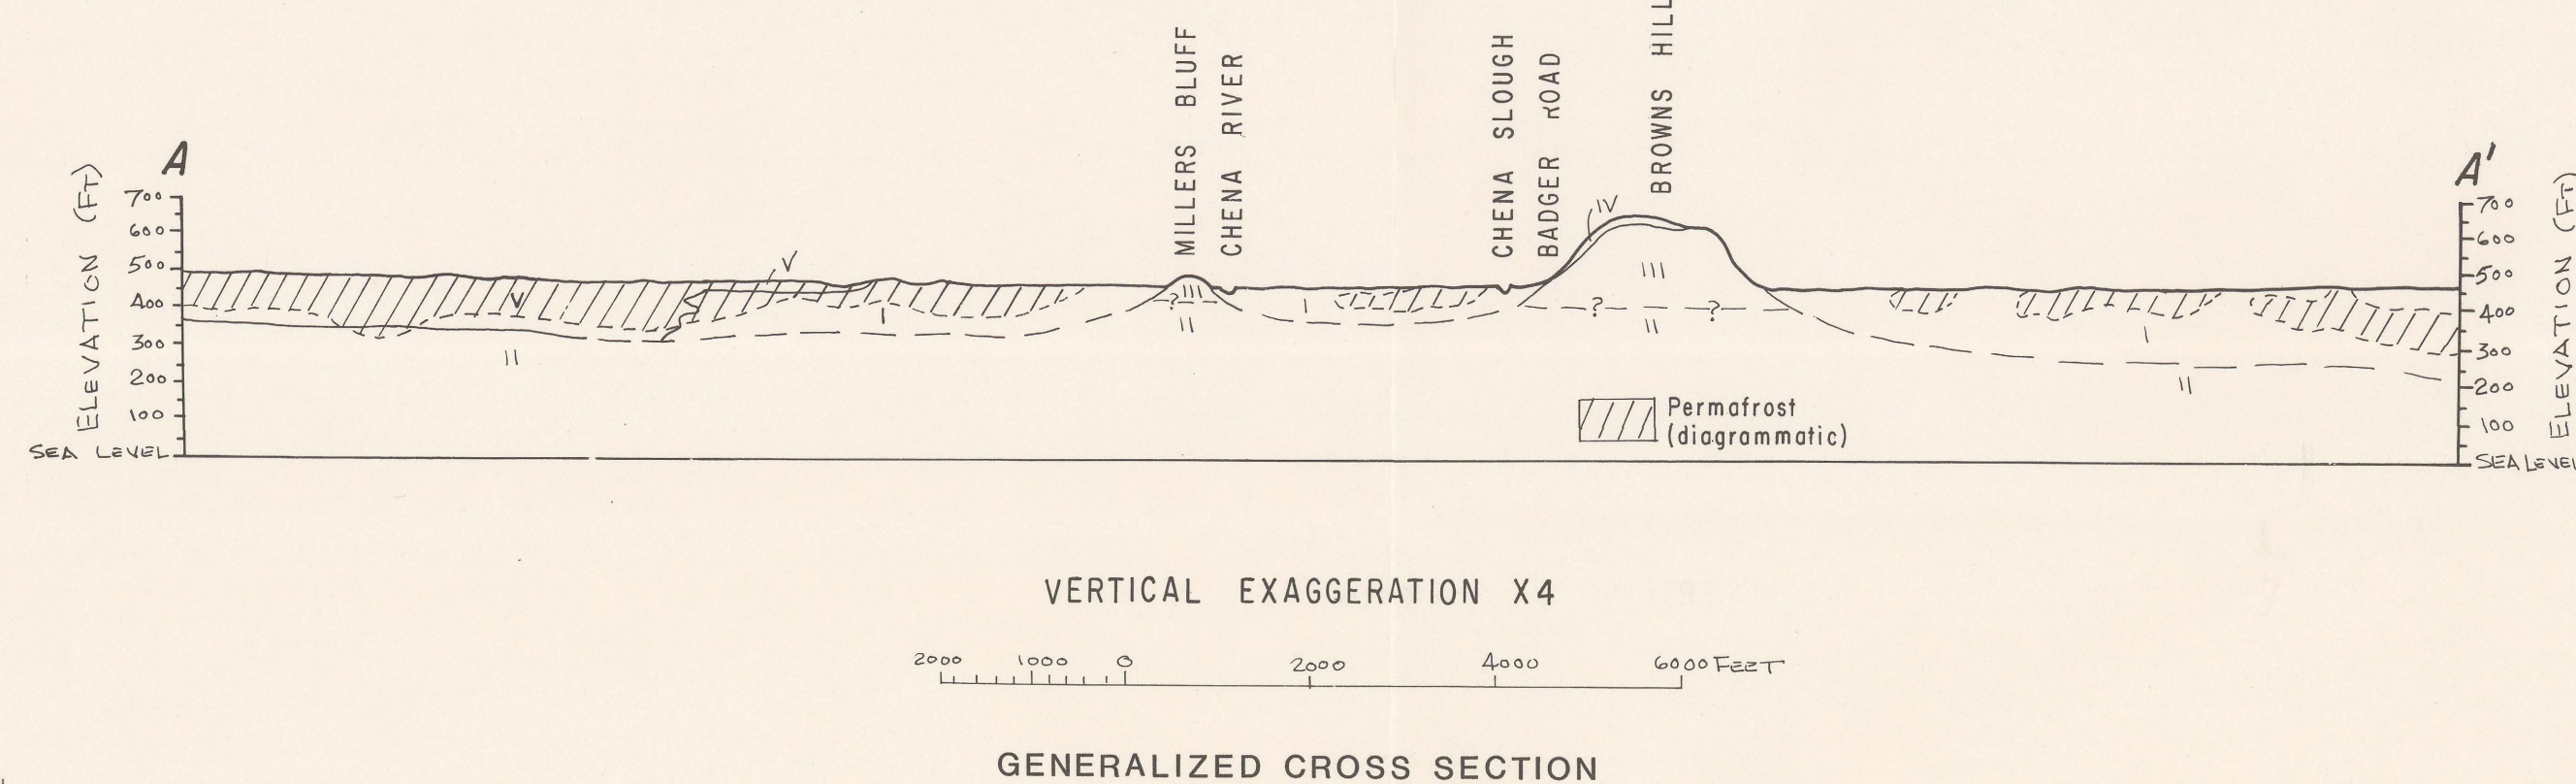 MILLERS BLUFF
CHENA RIVER
CHENA SLOUGH
BADGER ROAD
BROWNS HILL
A
A'
ELEVATION (FT)
700
600
500
400
300
200
100
SEA LEVEL
V
V
II
I
III
?
II
I
IV
III
?
?
II
I
II
700
600
500
400
300
200
100
SEA LEVEL
ELEVATION (FT)
Permafrost
(diagrammatic)
VERTICAL EXAGGERATION X4
2000 1000 0 2000 4000 6000 FEET
GENERALIZED CROSS SECTION